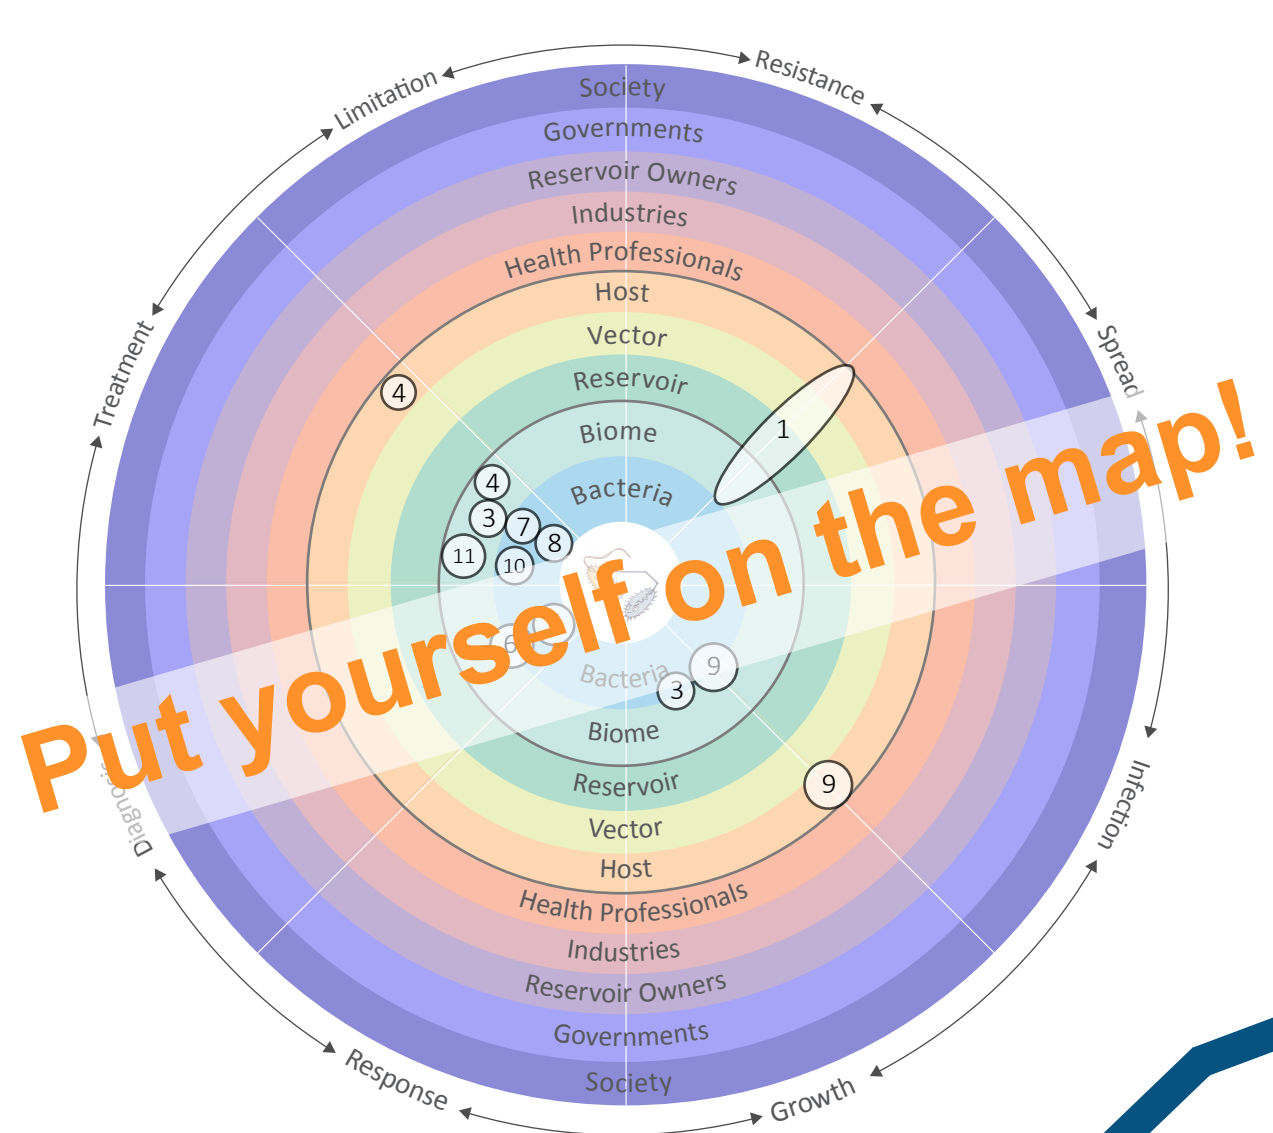 Resistance
Limitation
Society
Governments
Reservoir Owners
Industries
Health Professionals
Host
Vector
Reservoir
Biome
Bacteria
Treatment
Spread
4
1
4
3
7
8
11
10
Put yourself on the map!
6
Bacteria
9
3
Biome
Reservoir
9
Vector
Host
Health Professionals
Industries
Reservoir Owners
Governments
Society
Diagnosis
Infection
Response
Growth